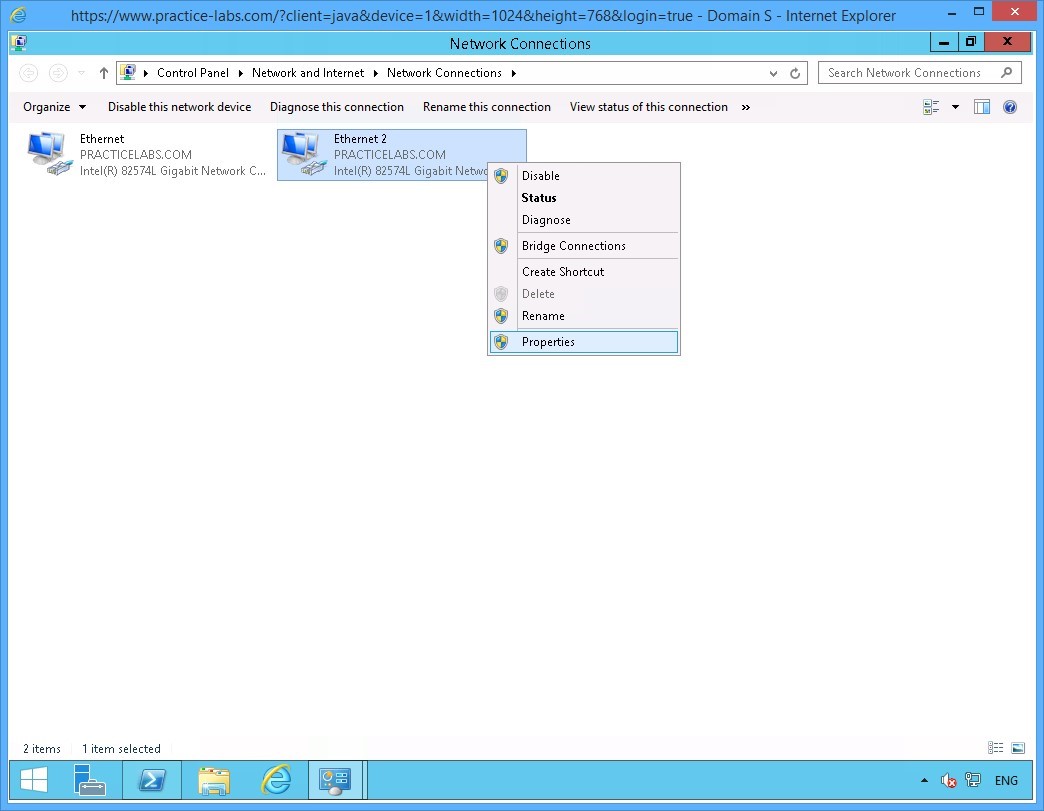 https://www.practice-labs.com/?client=java&device=1&width=1024&height=768&login=true - Domain S - Internet Explorer
Network Connections
Control Panel Network and Internet Network Connections
Search Network Connections
Organize Disable this network device Diagnose this connection Rename this connection View status of this connection »
Ethernet
PRACTICELABS.COM
Intel(R) 82574L Gigabit Network C...
Ethernet 2
PRACTICELABS.COM
Intel(R) 82574L Gigabit Netwo
Disable
Status
Diagnose
Bridge Connections
Create Shortcut
Delete
Rename
Properties
2 items 1 item selected
ENG